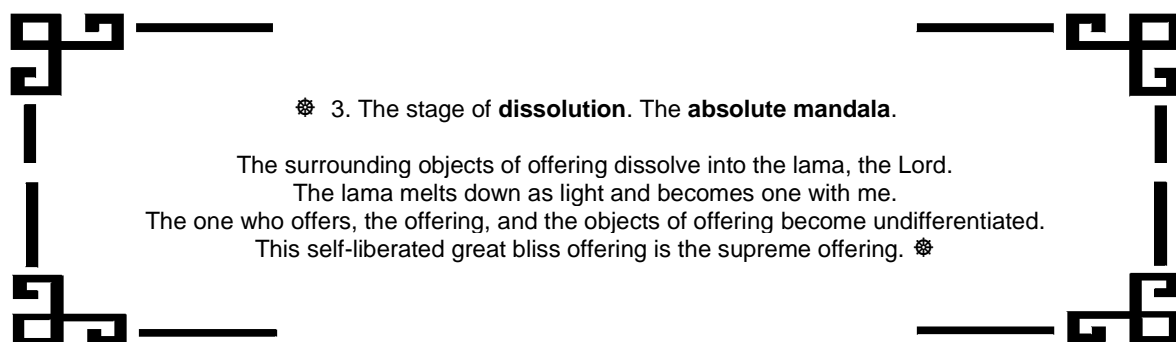 ☸ 3. The stage of dissolution. The absolute mandala.
The surrounding objects of offering dissolve into the lama, the Lord.
The lama melts down as light and becomes one with me.
The one who offers, the offering, and the objects of offering become undifferentiated.
This self-liberated great bliss offering is the supreme offering. ☸